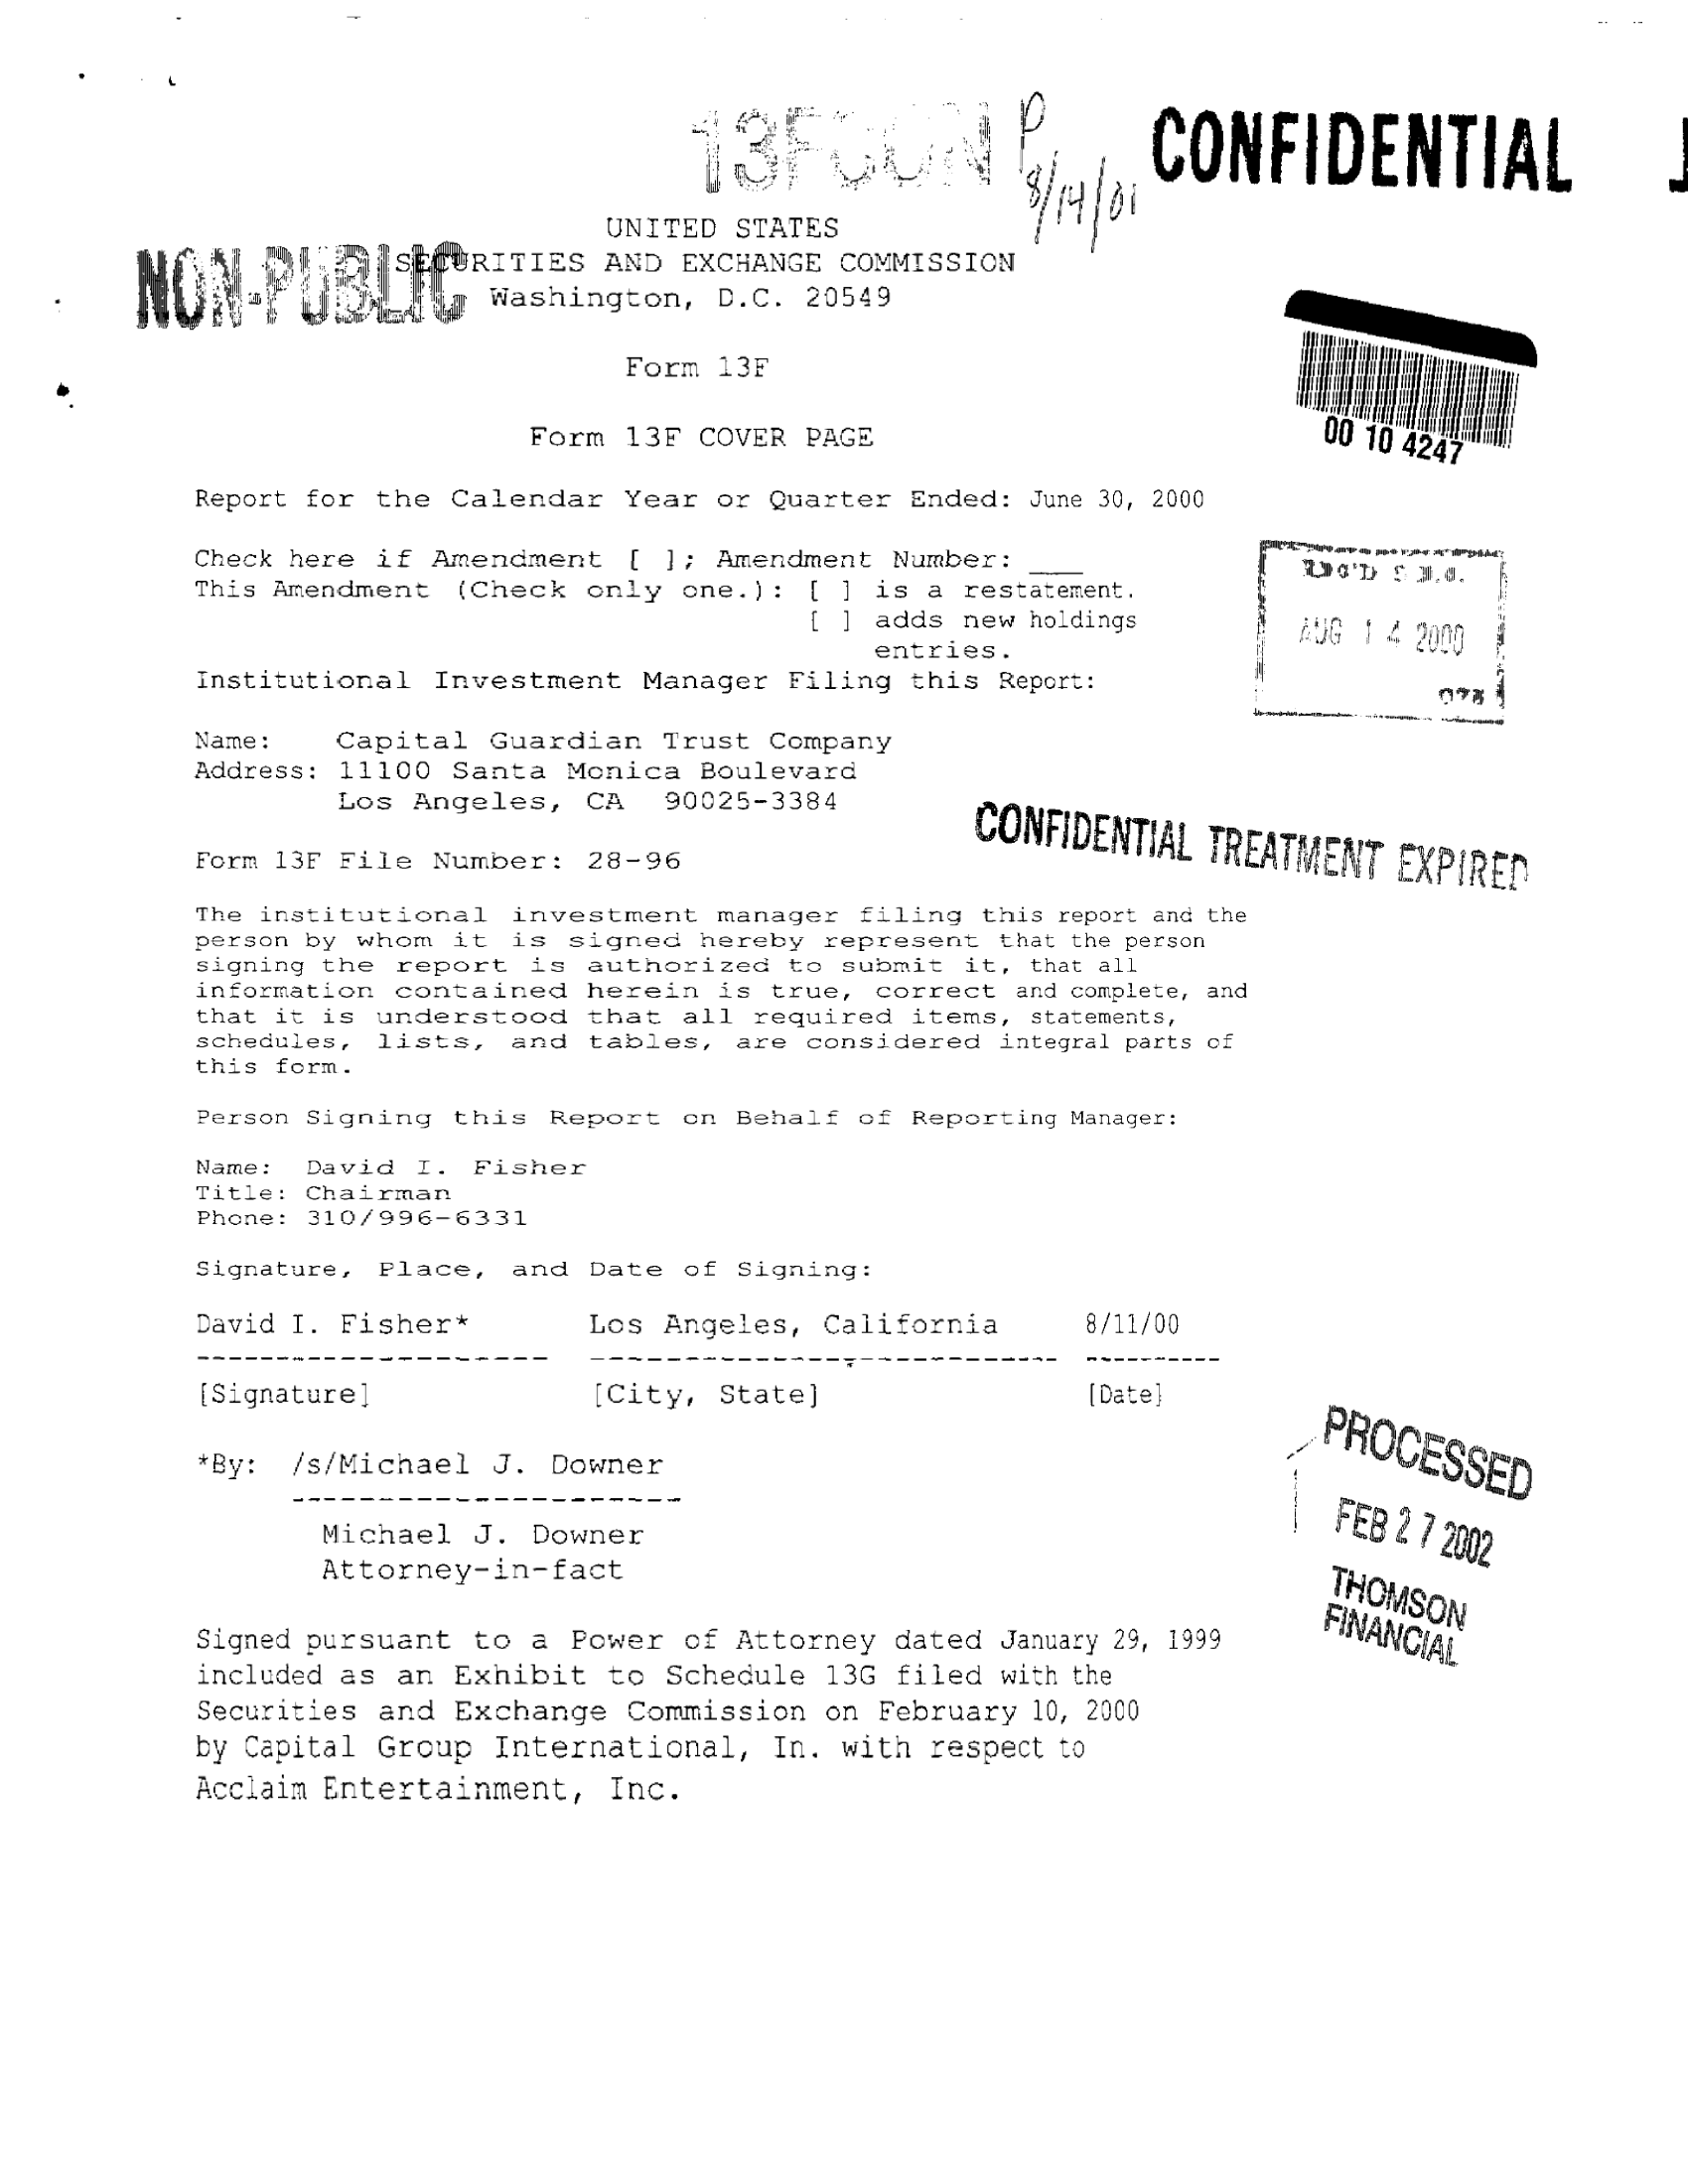 13FCON P
8/14/01
CONFIDENTIAL
UNITED STATES
NON-PUBLIC
SECURITIES AND EXCHANGE COMMISSION
Washington, D.C. 20549
Form 13F
Form 13F COVER PAGE
00 10 4247
Report for the Calendar Year or Quarter Ended: June 30, 2000
Check here if Amendment [ ]; Amendment Number: ___
This Amendment (Check only one.): [ ] is a restatement.
[ ] adds new holdings
entries.
REC'D S.E.C.
AUG 14 2000
Institutional Investment Manager Filing this Report:
Name: Capital Guardian Trust Company
Address: 11100 Santa Monica Boulevard
Los Angeles, CA 90025-3384
CONFIDENTIAL TREATMENT EXPIRED
Form 13F File Number: 28-96
The institutional investment manager filing this report and the
person by whom it is signed hereby represent that the person
signing the report is authorized to submit it, that all
information contained herein is true, correct and complete, and
that it is understood that all required items, statements,
schedules, lists, and tables, are considered integral parts of
this form.
Person Signing this Report on Behalf of Reporting Manager:
Name: David I. Fisher
Title: Chairman
Phone: 310/996-6331
Signature, Place, and Date of Signing:
David I. Fisher* Los Angeles, California 8/11/00
[Signature] [City, State] [Date]
*By: /s/Michael J. Downer
Michael J. Downer
Attorney-in-fact
PROCESSED
FEB 27 2002
THOMSON
FINANCIAL
Signed pursuant to a Power of Attorney dated January 29, 1999
included as an Exhibit to Schedule 13G filed with the
Securities and Exchange Commission on February 10, 2000
by Capital Group International, In. with respect to
Acclaim Entertainment, Inc.